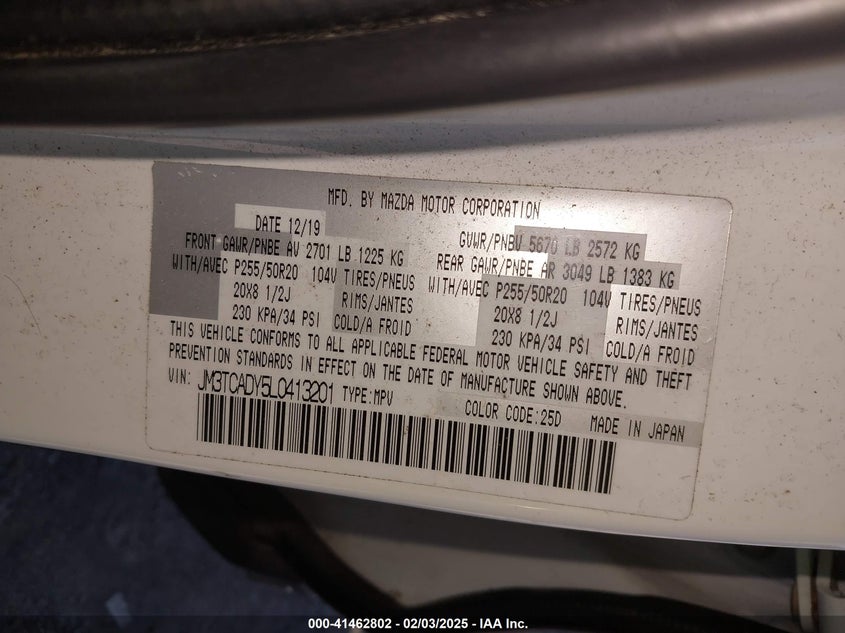 MFD. BY MAZDA MOTOR CORPORATION
DATE 12/19 GVWR/PNBV 5670 LB 2572 KG
FRONT GAWR/PNBE AV 2701 LB 1225 KG REAR GAWR/PNBE AR 3049 LB 1383 KG
WITH/AVEC P255/50R20 104V TIRES/PNEUS WITH/AVEC P255/50R20 104V TIRES/PNEUS
20X8 1/2J RIMS/JANTES 20X8 1/2J RIMS/JANTES
230 KPA/34 PSI COLD/A FROID 230 KPA/34 PSI COLD/A FROID
THIS VEHICLE CONFORMS TO ALL APPLICABLE FEDERAL MOTOR VEHICLE SAFETY AND THEFT
PREVENTION STANDARDS IN EFFECT ON THE DATE OF MANUFACTURE SHOWN ABOVE.
VIN: JM3TCADY5L0413201 TYPE:MPV COLOR CODE:25D MADE IN JAPAN
000-41462802 - 02/03/2025 - IAA Inc.